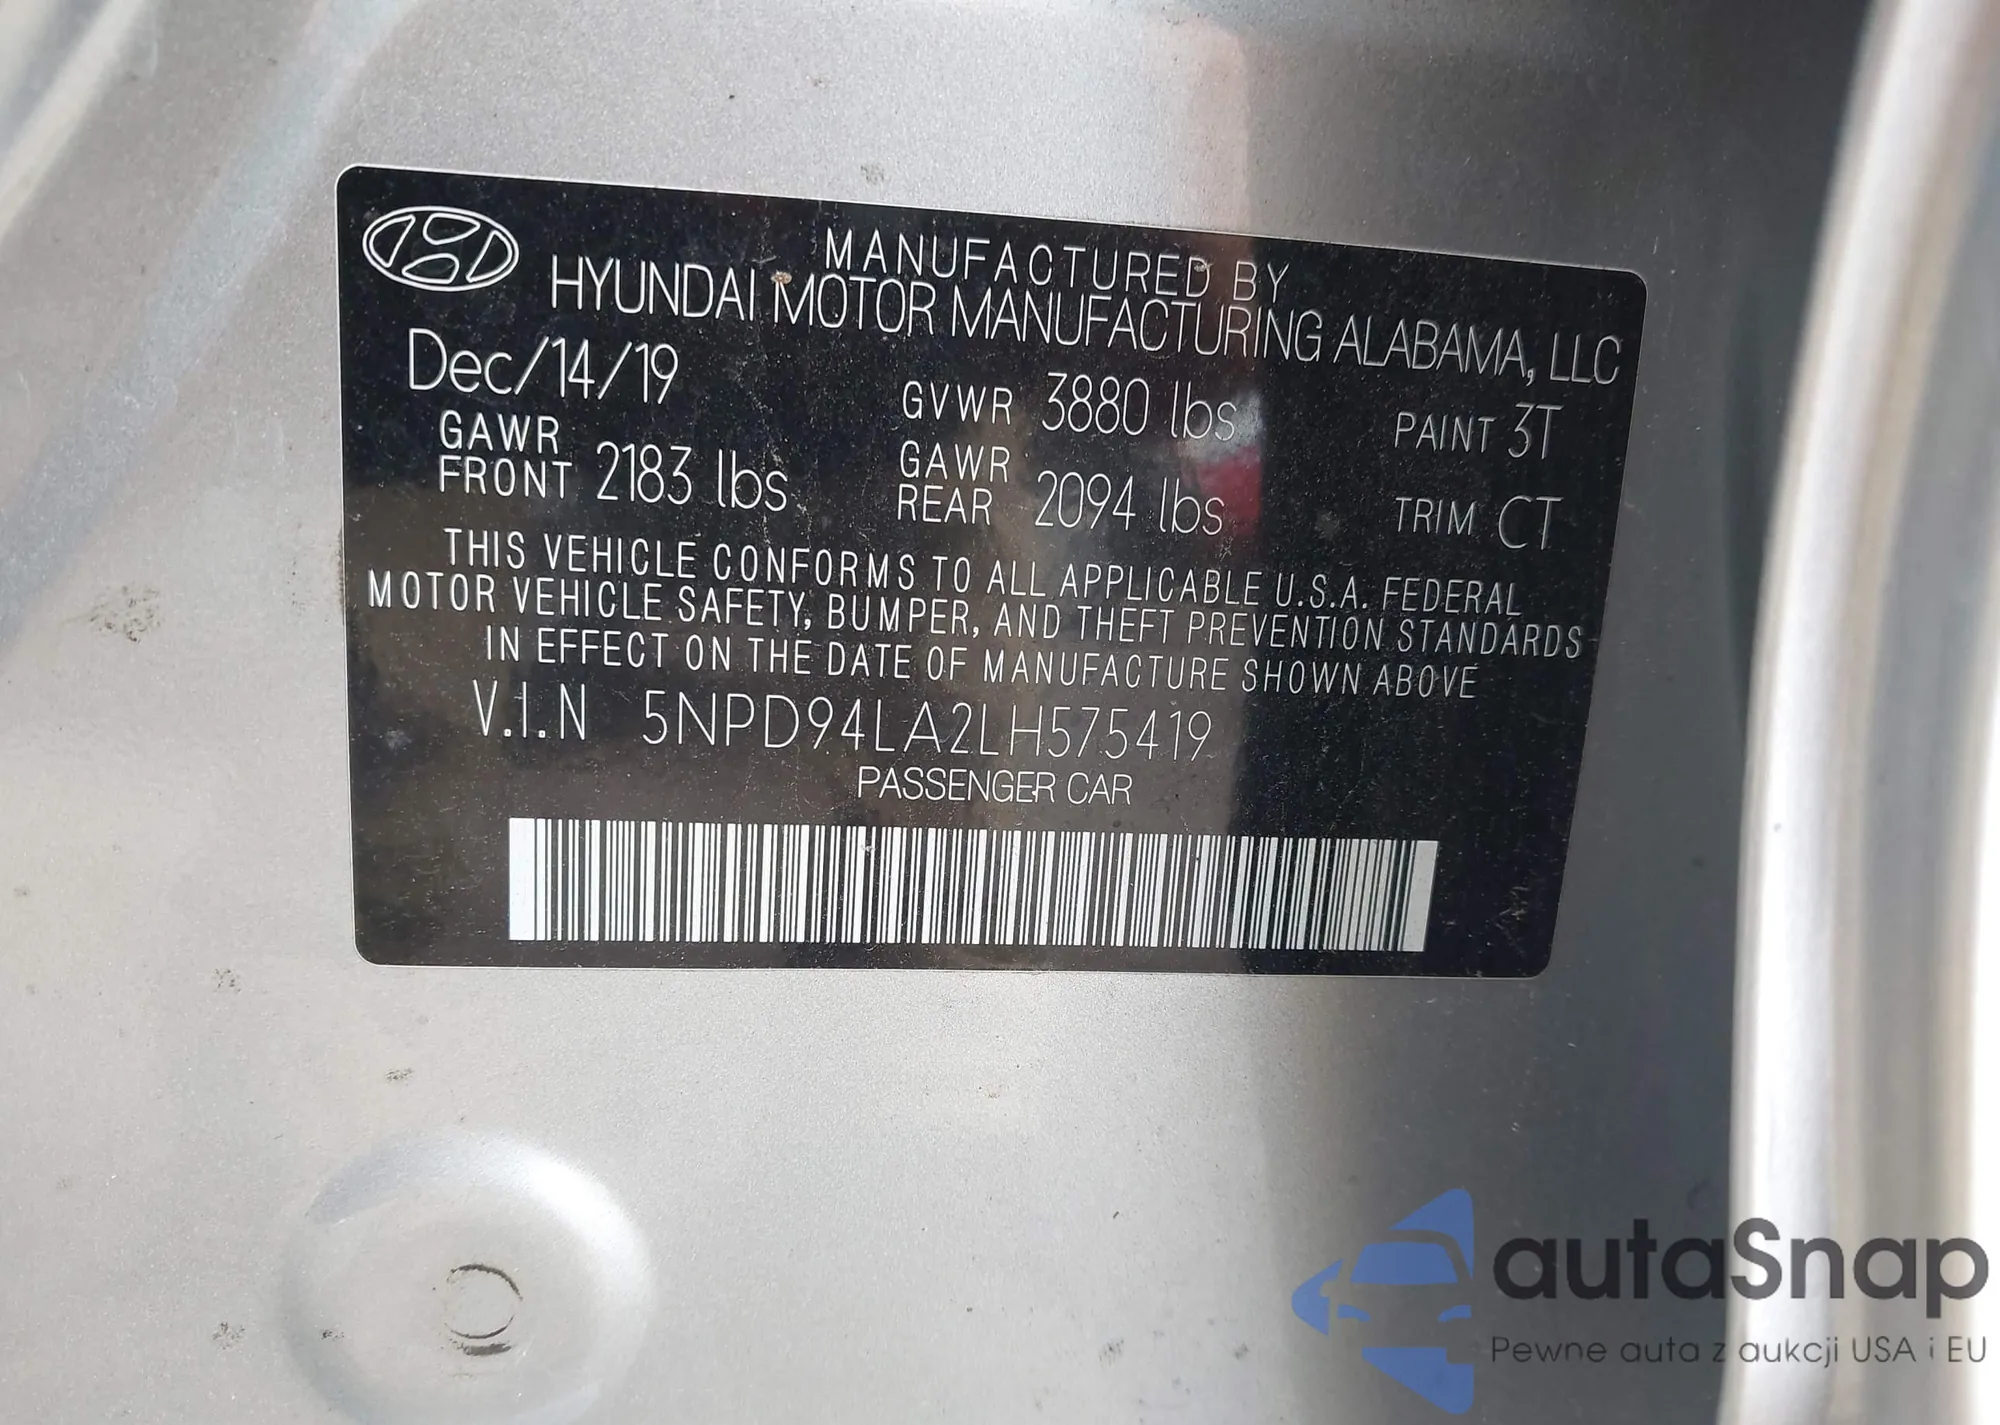 MANUFACTURED BY
HYUNDAI MOTOR MANUFACTURING ALABAMA, LLC
Dec/14/19 GVWR 3880 lbs PAINT 3T
GAWR FRONT 2183 lbs GAWR REAR 2094 lbs TRIM CT
THIS VEHICLE CONFORMS TO ALL APPLICABLE U.S.A. FEDERAL
MOTOR VEHICLE SAFETY, BUMPER, AND THEFT PREVENTION STANDARDS
IN EFFECT ON THE DATE OF MANUFACTURE SHOWN ABOVE
V.I.N 5NPD94LA2LH575419
PASSENGER CAR
autaSnap
Pewne auta z aukcji USA i EU